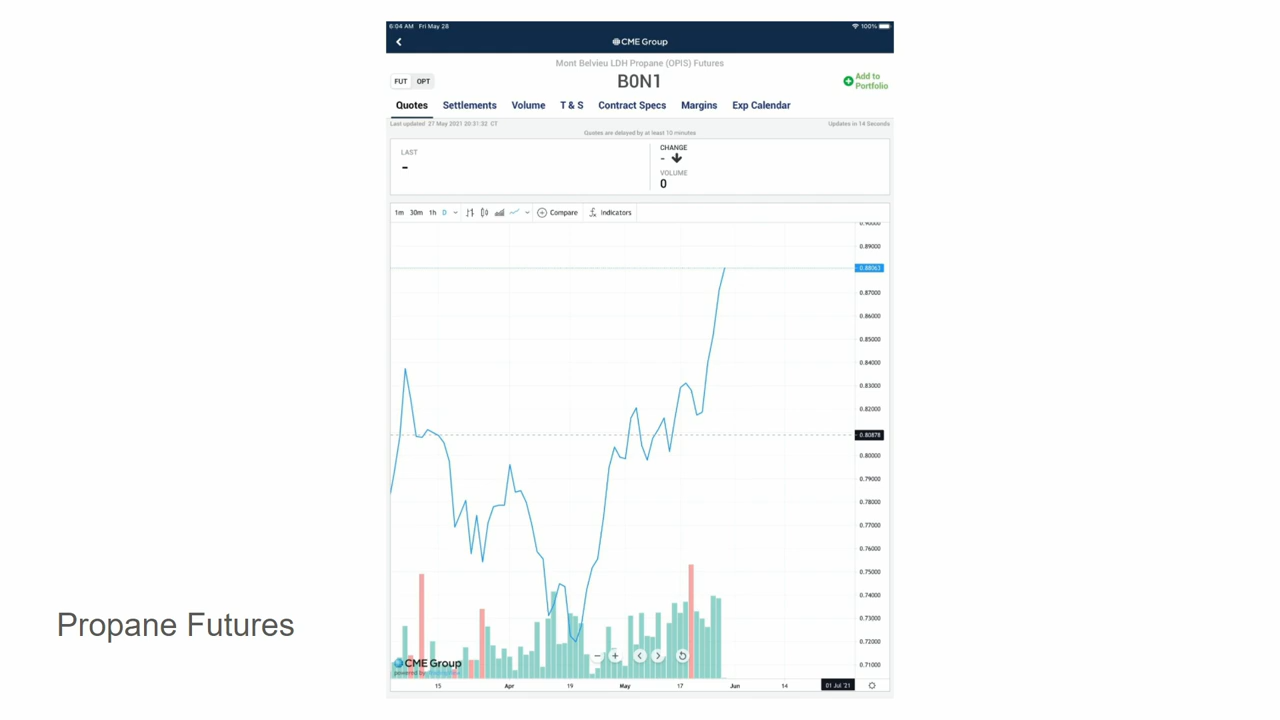 6:04 AM Fri May 28
100%
CME Group
Mont Belvieu LDH Propane (OPIS) Futures
FUT OPT
B0N1
Add to
Portfolio
Quotes Settlements Volume T & S Contract Specs Margins Exp Calendar
Last updated 27 May 2021 20:31:32 CT
Updates in 14 Seconds
Quotes are delayed by at least 10 minutes
LAST
-
CHANGE
-
VOLUME
0
1m 30m 1h D Compare Indicators
0.90000
0.89000
0.88063
0.87000
0.86000
0.85000
0.84000
0.83000
0.82000
0.80878
0.80000
0.79000
0.78000
0.77000
0.76000
0.75000
0.74000
0.73000
0.72000
0.71000
CME Group
powered by
15 Apr 19 May 17 Jun 14 01 Jul '21
Propane Futures